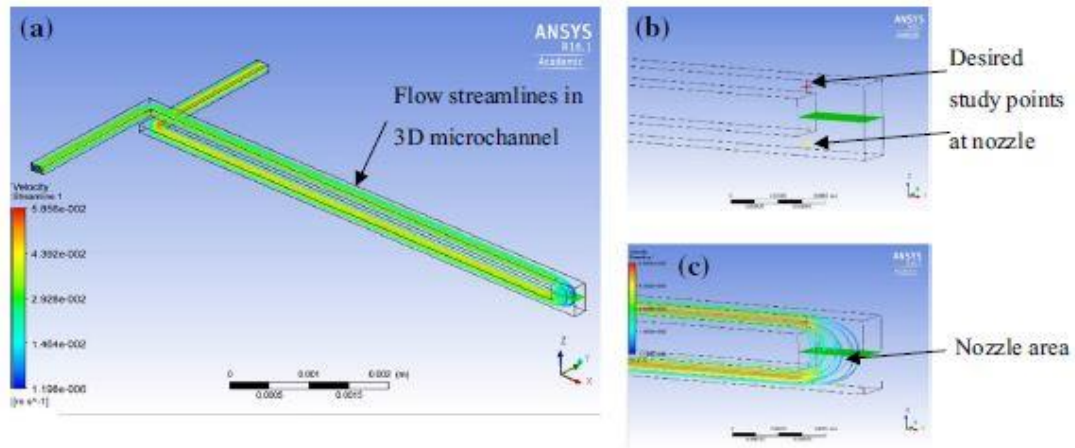 (a)
ANSYS
R16.1
Academic
Flow streamlines in
3D microchannel
Velocity
Streamline 1
5.856e-002
4.392e-002
2.928e-002
1.464e-002
1.196e-006
[m s^-1]
0 0.001 0.002 (m)
0.0005 0.0015
Z
Y
X
(b)
ANSYS
Desired
study points
at nozzle
(c)
ANSYS
Nozzle area